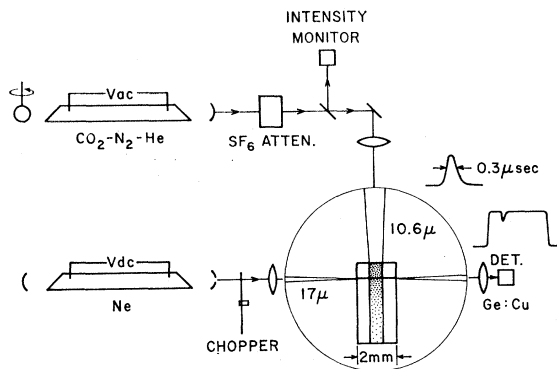 INTENSITY
MONITOR
Vac
CO₂-N₂-He
SF₆ ATTEN.
0.3μsec
10.6μ
Vdc
Ne
17μ
DET.
Ge:Cu
CHOPPER
2mm